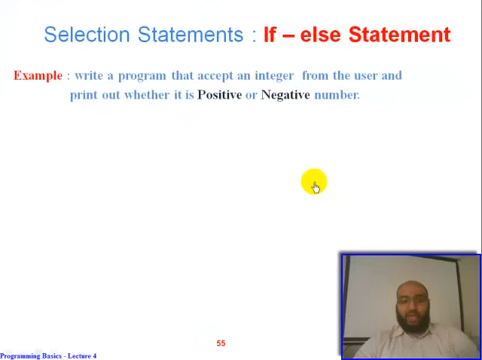 Selection Statements : If – else Statement
Example : write a program that accept an integer from the user and
print out whether it is Positive or Negative number.
55
Programming Basics - Lecture 4